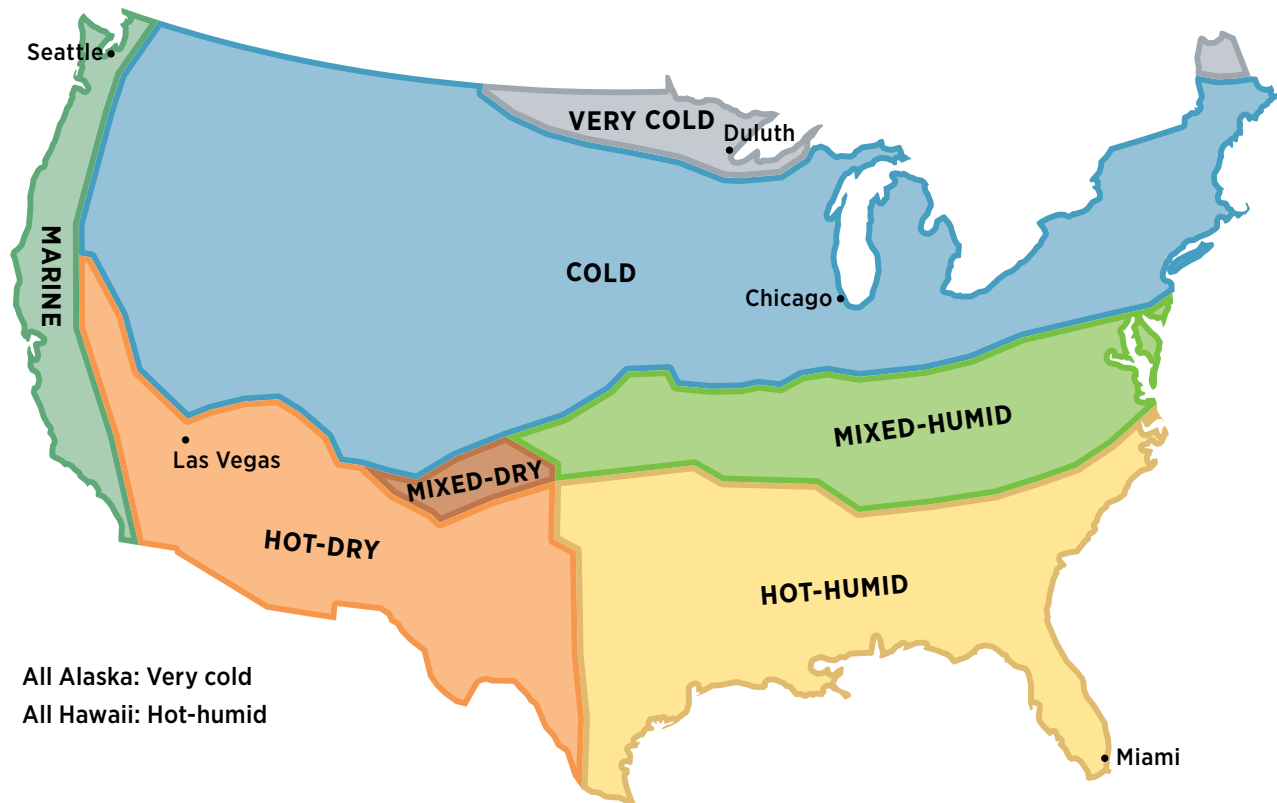 Seattle
VERY COLD
Duluth
MARINE
COLD
Chicago
MIXED-HUMID
Las Vegas
MIXED-DRY
HOT-DRY
HOT-HUMID
All Alaska: Very cold
All Hawaii: Hot-humid
Miami